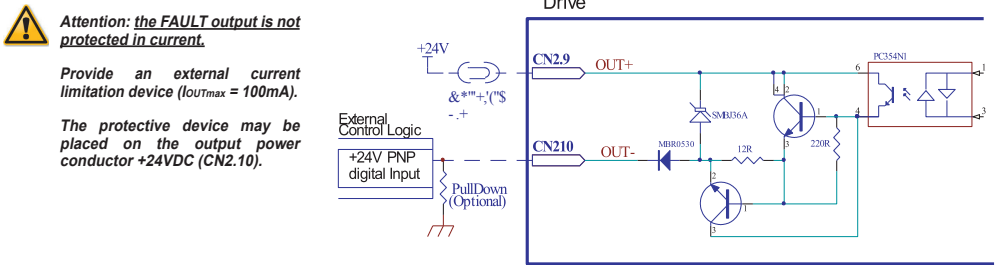 Drive
Attention: the FAULT output is not
protected in current.
Provide an external current
limitation device (IOUTmax = 100mA).
The protective device may be
placed on the output power
conductor +24VDC (CN2.10).
+24V
&*'"+,'("$
- .+
External
Control Logic
+24V PNP
digital Input
PullDown
(Optional)
CN2.9
OUT+
CN210
OUT-
MBR0530
SMBJ36A
12R
220R
PC354N1
6
4
1
3
4
2
1
3
2
1
3